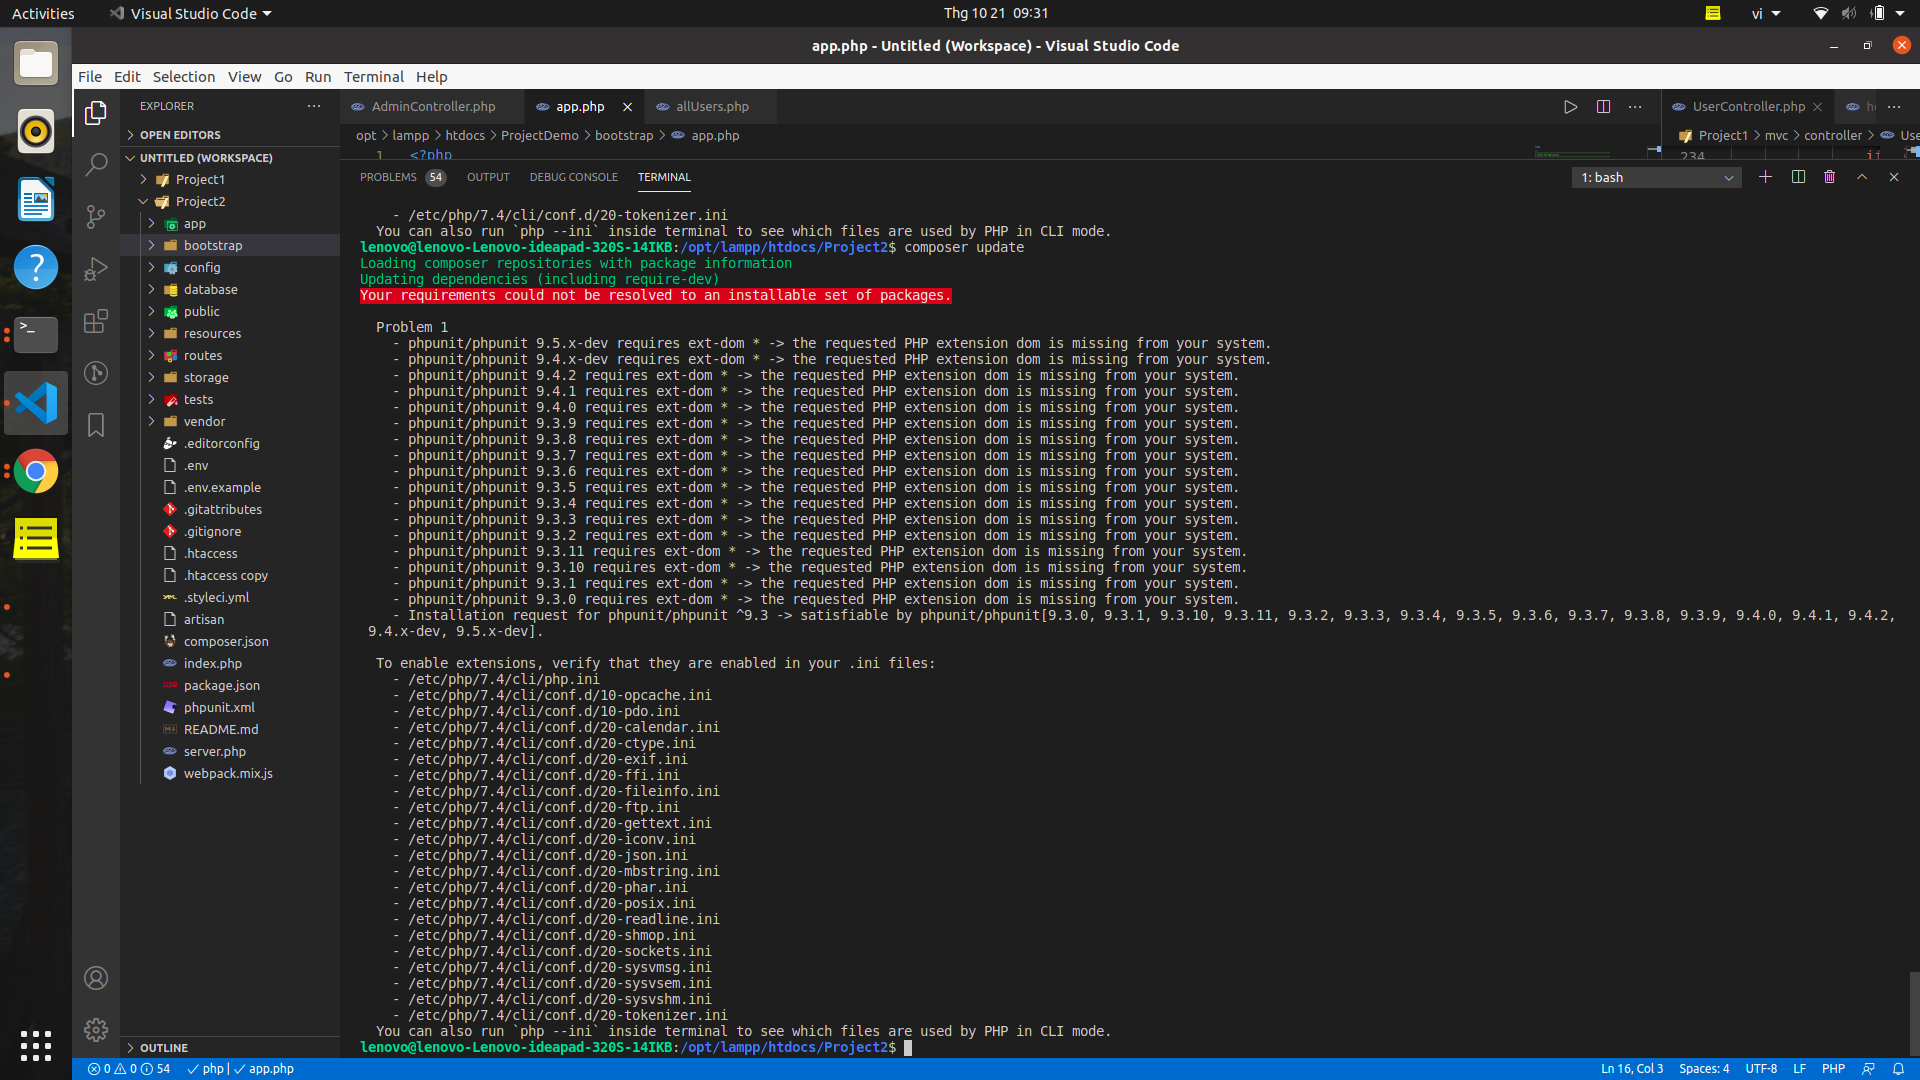 Activities
Visual Studio Code
Thg 10 21 09:31
vi
app.php - Untitled (Workspace) - Visual Studio Code
File Edit Selection View Go Run Terminal Help
EXPLORER
OPEN EDITORS
UNTITLED (WORKSPACE)
Project1
Project2
app
bootstrap
config
database
public
resources
routes
storage
tests
vendor
.editorconfig
.env
.env.example
.gitattributes
.gitignore
.htaccess
.htaccess copy
.styleci.yml
artisan
composer.json
index.php
package.json
phpunit.xml
README.md
server.php
webpack.mix.js
OUTLINE
AdminController.php
app.php
allUsers.php
UserController.php
opt > lampp > htdocs > ProjectDemo > bootstrap > app.php
Project1 > mvc > controller >
1 <?php
234
PROBLEMS 54 OUTPUT DEBUG CONSOLE TERMINAL
1: bash
- /etc/php/7.4/cli/conf.d/20-tokenizer.ini
You can also run `php --ini` inside terminal to see which files are used by PHP in CLI mode.
lenovo@lenovo-Lenovo-ideapad-320S-14IKB:/opt/lampp/htdocs/Project2$ composer update
Loading composer repositories with package information
Updating dependencies (including require-dev)
Your requirements could not be resolved to an installable set of packages.
Problem 1
- phpunit/phpunit 9.5.x-dev requires ext-dom * -> the requested PHP extension dom is missing from your system.
- phpunit/phpunit 9.4.x-dev requires ext-dom * -> the requested PHP extension dom is missing from your system.
- phpunit/phpunit 9.4.2 requires ext-dom * -> the requested PHP extension dom is missing from your system.
- phpunit/phpunit 9.4.1 requires ext-dom * -> the requested PHP extension dom is missing from your system.
- phpunit/phpunit 9.4.0 requires ext-dom * -> the requested PHP extension dom is missing from your system.
- phpunit/phpunit 9.3.9 requires ext-dom * -> the requested PHP extension dom is missing from your system.
- phpunit/phpunit 9.3.8 requires ext-dom * -> the requested PHP extension dom is missing from your system.
- phpunit/phpunit 9.3.7 requires ext-dom * -> the requested PHP extension dom is missing from your system.
- phpunit/phpunit 9.3.6 requires ext-dom * -> the requested PHP extension dom is missing from your system.
- phpunit/phpunit 9.3.5 requires ext-dom * -> the requested PHP extension dom is missing from your system.
- phpunit/phpunit 9.3.4 requires ext-dom * -> the requested PHP extension dom is missing from your system.
- phpunit/phpunit 9.3.3 requires ext-dom * -> the requested PHP extension dom is missing from your system.
- phpunit/phpunit 9.3.2 requires ext-dom * -> the requested PHP extension dom is missing from your system.
- phpunit/phpunit 9.3.11 requires ext-dom * -> the requested PHP extension dom is missing from your system.
- phpunit/phpunit 9.3.10 requires ext-dom * -> the requested PHP extension dom is missing from your system.
- phpunit/phpunit 9.3.1 requires ext-dom * -> the requested PHP extension dom is missing from your system.
- phpunit/phpunit 9.3.0 requires ext-dom * -> the requested PHP extension dom is missing from your system.
- Installation request for phpunit/phpunit ^9.3 -> satisfiable by phpunit/phpunit[9.3.0, 9.3.1, 9.3.10, 9.3.11, 9.3.2, 9.3.3, 9.3.4, 9.3.5, 9.3.6, 9.3.7, 9.3.8, 9.3.9, 9.4.0, 9.4.1, 9.4.2,
9.4.x-dev, 9.5.x-dev].
To enable extensions, verify that they are enabled in your .ini files:
- /etc/php/7.4/cli/php.ini
- /etc/php/7.4/cli/conf.d/10-opcache.ini
- /etc/php/7.4/cli/conf.d/10-pdo.ini
- /etc/php/7.4/cli/conf.d/20-calendar.ini
- /etc/php/7.4/cli/conf.d/20-ctype.ini
- /etc/php/7.4/cli/conf.d/20-exif.ini
- /etc/php/7.4/cli/conf.d/20-ffi.ini
- /etc/php/7.4/cli/conf.d/20-fileinfo.ini
- /etc/php/7.4/cli/conf.d/20-ftp.ini
- /etc/php/7.4/cli/conf.d/20-gettext.ini
- /etc/php/7.4/cli/conf.d/20-iconv.ini
- /etc/php/7.4/cli/conf.d/20-json.ini
- /etc/php/7.4/cli/conf.d/20-mbstring.ini
- /etc/php/7.4/cli/conf.d/20-phar.ini
- /etc/php/7.4/cli/conf.d/20-posix.ini
- /etc/php/7.4/cli/conf.d/20-readline.ini
- /etc/php/7.4/cli/conf.d/20-shmop.ini
- /etc/php/7.4/cli/conf.d/20-sockets.ini
- /etc/php/7.4/cli/conf.d/20-sysvmsg.ini
- /etc/php/7.4/cli/conf.d/20-sysvsem.ini
- /etc/php/7.4/cli/conf.d/20-sysvshm.ini
- /etc/php/7.4/cli/conf.d/20-tokenizer.ini
You can also run `php --ini` inside terminal to see which files are used by PHP in CLI mode.
lenovo@lenovo-Lenovo-ideapad-320S-14IKB:/opt/lampp/htdocs/Project2$
0 0 54 php | app.php
Ln 16, Col 3 Spaces: 4 UTF-8 LF PHP